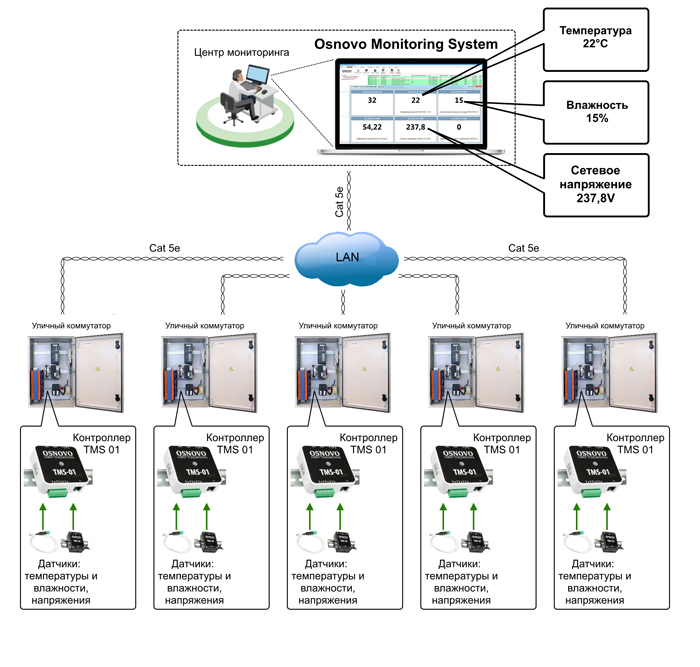 Температура
22°C
Osnovo Monitoring System
Центр мониторинга
32
22
15
54,22
237,8
0
Влажность
15%
Сетевое
напряжение
237,8V
Cat 5e
Cat 5e
LAN
Cat 5e
Уличный коммутатор
Уличный коммутатор
Уличный коммутатор
Уличный коммутатор
Уличный коммутатор
Контроллер
TMS 01
OSNOVO
TMS-01
Датчики:
температуры и
влажности,
напряжения
Контроллер
TMS 01
OSNOVO
TMS-01
Датчики:
температуры и
влажности,
напряжения
Контроллер
TMS 01
OSNOVO
TMS-01
Датчики:
температуры и
влажности,
напряжения
Контроллер
TMS 01
OSNOVO
TMS-01
Датчики:
температуры и
влажности,
напряжения
Контроллер
TMS 01
OSNOVO
TMS-01
Датчики:
температуры и
влажности,
напряжения